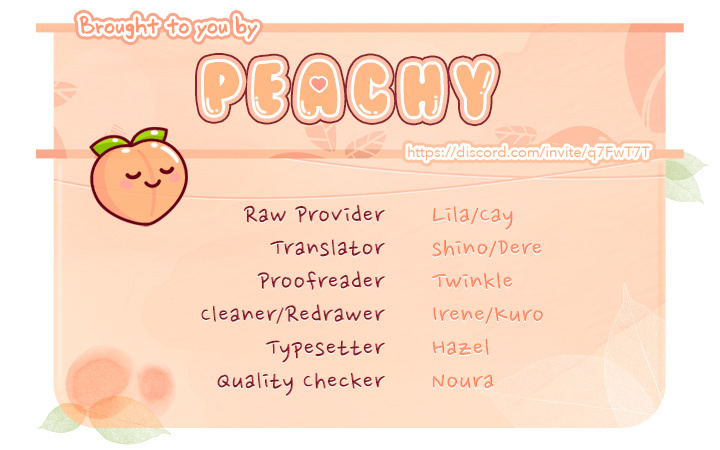 Brought to you by
PEACHY
https://discord.com/invite/q7FwT7T
Raw Provider Lila/Cay
Translator Shino/Dere
Proofreader Twinkle
Cleaner/Redrawer Irene/Kuro
Typesetter Hazel
Quality Checker Noura